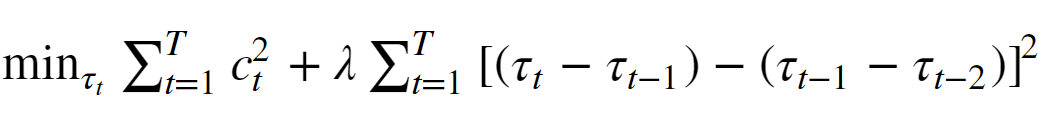 min_{τ_t} ∑_{t=1}^{T} c_t^2 + λ ∑_{t=1}^{T} [(τ_t − τ_{t−1}) − (τ_{t−1} − τ_{t−2})]^2